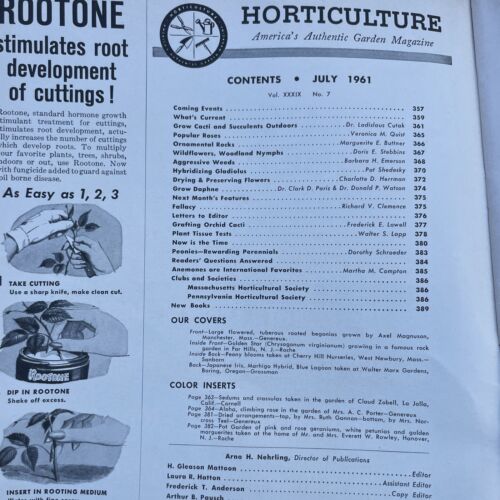 ROOTONE
stimulates root
development
of cuttings!
Rootone, standard hormone growth
stimulant treatment for cuttings,
stimulates root development, actu-
ally increases the number of cuttings
which develop roots. To multiply
your favorite plants, trees, shrubs,
indoors or out, use Rootone. Now
with fungicide added to guard against
soil borne disease.
As Easy as 1, 2, 3
TAKE CUTTING
Use a sharp knife, make clean cut.
ROOTONE
DIP IN ROOTONE
Shake off excess.
INSERT IN ROOTING MEDIUM
HORTICULTURE
America's Authentic Garden Magazine
CONTENTS • JULY 1961
Vol. XXXIX No. 7
Coming Events 357
What's Current 359
Grow Cacti and Succulents Outdoors Dr. Ladislaus Cutak 361
Popular Roses Veronica M. Quist 365
Ornamental Rocks Marguerite E. Buttner 366
Wildflowers, Woodland Nymphs Doris E. Stebbins 367
Aggressive Weeds Barbara H. Emerson 368
Hybridizing Gladiolus Pat Shedesky 370
Drying & Preserving Flowers Charlotte D. Herrman 372
Grow Daphne Dr. Clark D. Paris & Dr. Donald P. Watson 374
Next Month's Features 375
Fallacy Richard V. Clemence 375
Letters to Editor 376
Grafting Orchid Cacti Frederick E. Lowell 377
Plant Tissue Tests Walter S. Lapp 378
Now is the Time 380
Peonies—Rewarding Perennials Dorothy Schroeder 383
Readers' Questions Answered 384
Anemones are International Favorites Martha M. Compton 385
Clubs and Societies 386
Massachusetts Horticultural Society 386
Pennsylvania Horticultural Society 386
New Books 389
OUR COVERS
Front—Large flowered, tuberous rooted begonias grown by Axel Magnuson,
Manchester, Mass.—Genereux
Inside Front—Golden Star (Chrysogonum virginianum) growing in a famous rock
garden in Far Hills, N. J.—Roche
Inside Back—Peony blooms taken at Cherry Hill Nurseries, West Newbury, Mass.—
Sanborn
Back—Japanese Iris, Marhigo Hybrid, Blue Lagoon taken at Walter Marx Gardens,
Boring, Oregon—Grossman
COLOR INSERTS
Page 363—Sedums and crassulas taken in the garden of Claud Zobell, La Jolla,
Calif.—Cornell
Page 364—Aloha, climbing rose in the garden of Mrs. A. C. Porter—Genereux
Page 381—Dried arrangements—top, by Mrs. Ruth Gannon—bottom, by Mrs. Nor-
cross Teel—Genereux
Page 382—Pot Garden of pink and rose geraniums, white petunias and golden
marguerites taken at the home of Mr. and Mrs. Everett W. Rowley, Hanover,
N. J.—Roche
Arno H. Nehrling, Director of Publications
H. Gleason Mattoon Editor
Laura R. Hatton Assistant Editor
Frederick T. Anderson Copy Editor
Arthur B. Pausch